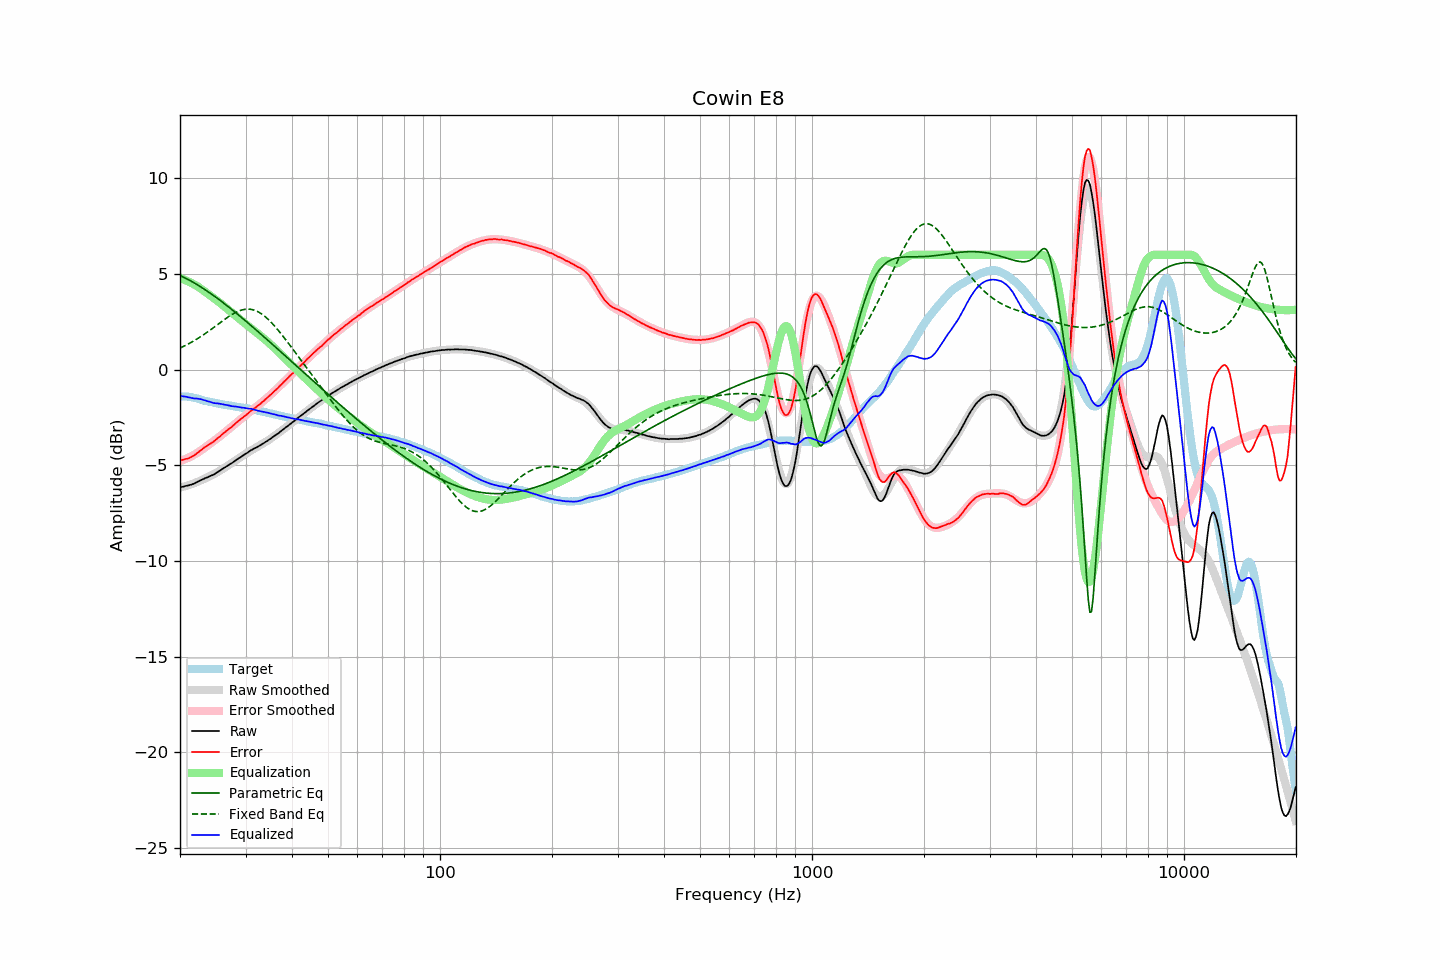 Cowin E8
Amplitude (dBr)
10
5
0
−5
−10
−15
−20
−25
Target
Raw Smoothed
Error Smoothed
Raw
Error
Equalization
Parametric Eq
Fixed Band Eq
Equalized
100
1000
10000
Frequency (Hz)